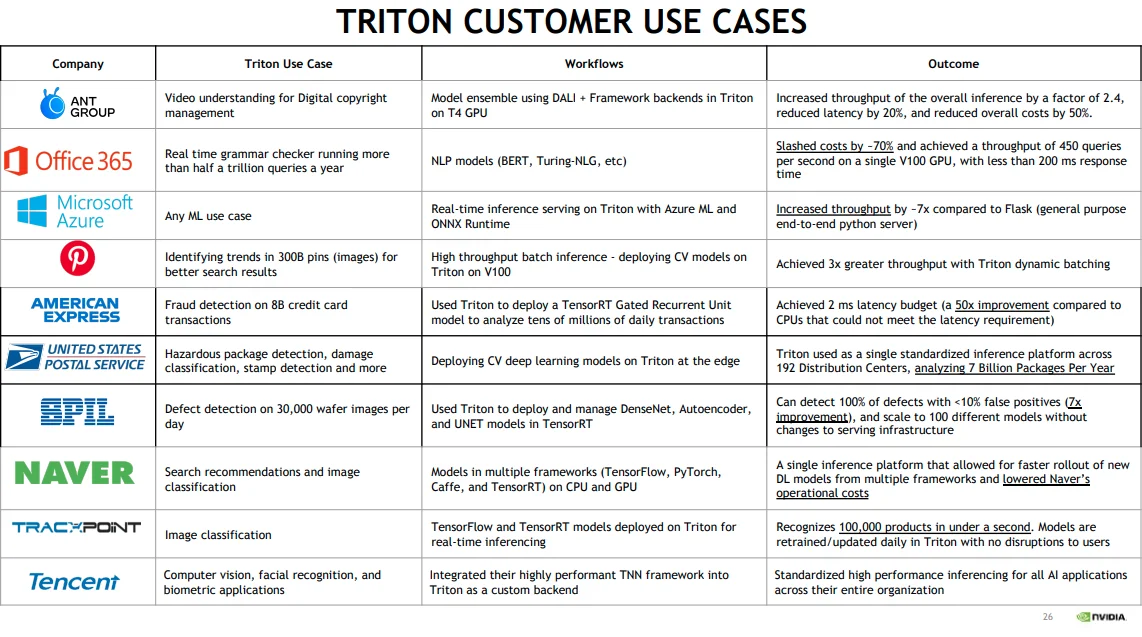 TRITON CUSTOMER USE CASES
Company
Triton Use Case
Workflows
Outcome
ANT
GROUP
Video understanding for Digital copyright
management
Model ensemble using DALI + Framework backends in Triton
on T4 GPU
Increased throughput of the overall inference by a factor of 2.4,
reduced latency by 20%, and reduced overall costs by 50%.
Office 365
Real time grammar checker running more
than half a trillion queries a year
NLP models (BERT, Turing-NLG, etc)
Slashed costs by ~70% and achieved a throughput of 450 queries
per second on a single V100 GPU, with less than 200 ms response
time
Microsoft
Azure
Any ML use case
Real-time inference serving on Triton with Azure ML and
ONNX Runtime
Increased throughput by ~7x compared to Flask (general purpose
end-to-end python server)
Identifying trends in 300B pins (images) for
better search results
High throughput batch inference - deploying CV models on
Triton on V100
Achieved 3x greater throughput with Triton dynamic batching
AMERICAN
EXPRESS
Fraud detection on 8B credit card
transactions
Used Triton to deploy a TensorRT Gated Recurrent Unit
model to analyze tens of millions of daily transactions
Achieved 2 ms latency budget (a 50x improvement compared to
CPUs that could not meet the latency requirement)
UNITED STATES
POSTAL SERVICE
Hazardous package detection, damage
classification, stamp detection and more
Deploying CV deep learning models on Triton at the edge
Triton used as a single standardized inference platform across
192 Distribution Centers, analyzing 7 Billion Packages Per Year
SPIL
Defect detection on 30,000 wafer images per
day
Used Triton to deploy and manage DenseNet, Autoencoder,
and UNET models in TensorRT
Can detect 100% of defects with <10% false positives (7x
improvement), and scale to 100 different models without
changes to serving infrastructure
NAVER
Search recommendations and image
classification
Models in multiple frameworks (TensorFlow, PyTorch,
Caffe, and TensorRT) on CPU and GPU
A single inference platform that allowed for faster rollout of new
DL models from multiple frameworks and lowered Naver's
operational costs
TRACXPOINT
Image classification
TensorFlow and TensorRT models deployed on Triton for
real-time inferencing
Recognizes 100,000 products in under a second. Models are
retrained/updated daily in Triton with no disruptions to users
Tencent
Computer vision, facial recognition, and
biometric applications
Integrated their highly performant TNN framework into
Triton as a custom backend
Standardized high performance inferencing for all AI applications
across their entire organization
26
NVIDIA